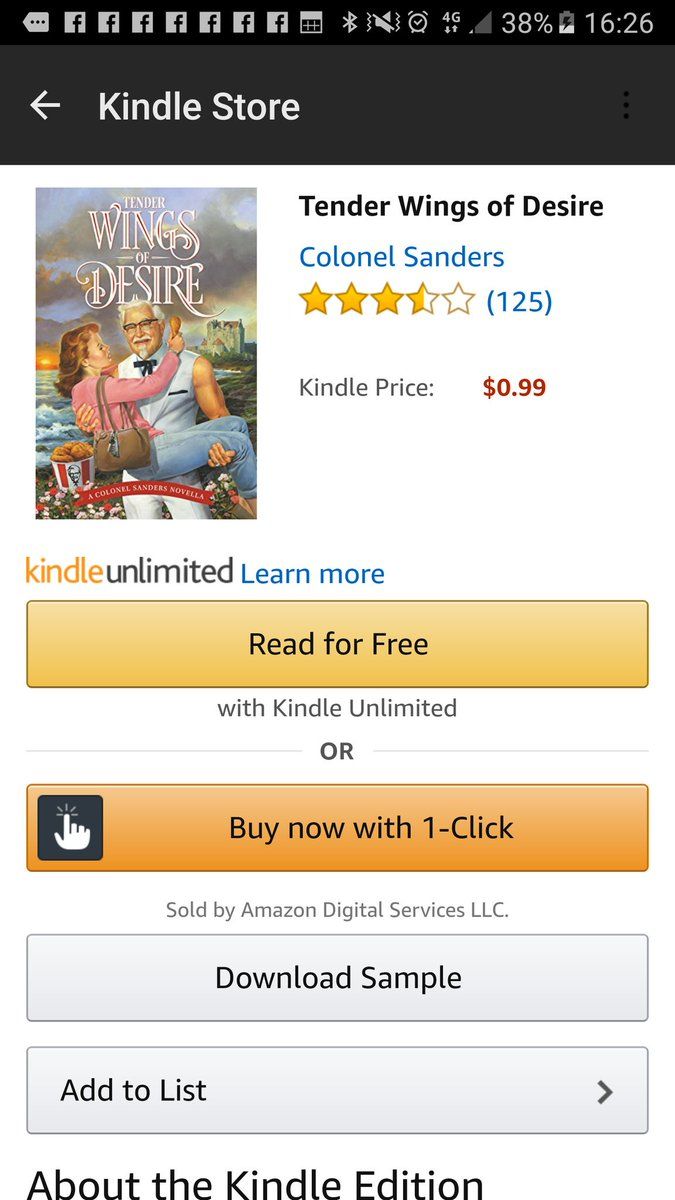 4G 38% 16:26
Kindle Store
TENDER
WINGS
OF
DESIRE
A COLONEL SANDERS NOVELLA
Tender Wings of Desire
Colonel Sanders
(125)
Kindle Price: $0.99
kindleunlimited Learn more
Read for Free
with Kindle Unlimited
OR
Buy now with 1-Click
Sold by Amazon Digital Services LLC.
Download Sample
Add to List
About the Kindle Edition